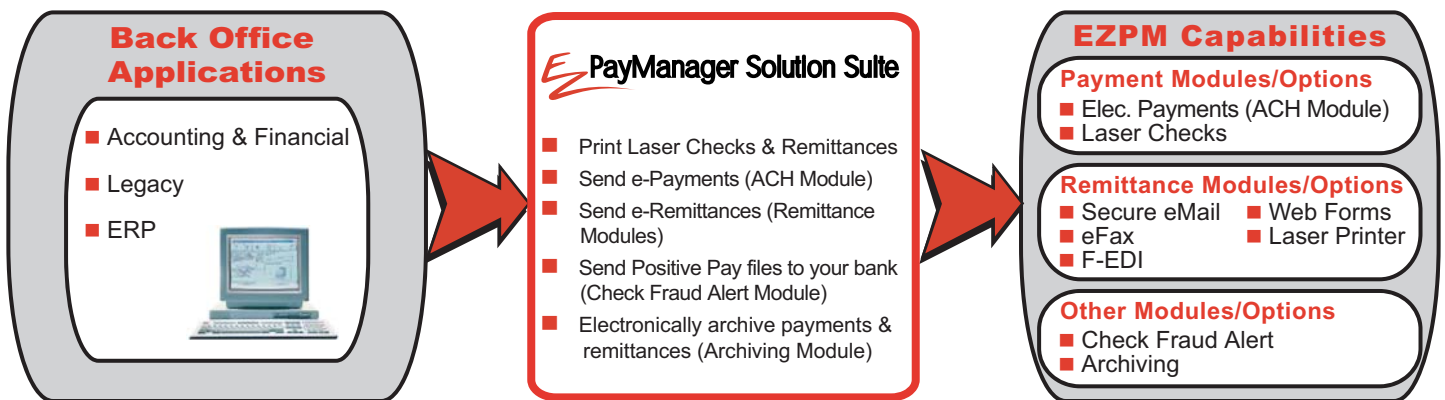 Back Office
Applications
■ Accounting & Financial
■ Legacy
■ ERP
EZ PayManager Solution Suite
■ Print Laser Checks & Remittances
■ Send e-Payments (ACH Module)
■ Send e-Remittances (Remittance
Modules)
■ Send Positive Pay files to your bank
(Check Fraud Alert Module)
■ Electronically archive payments &
remittances (Archiving Module)
EZPM Capabilities
Payment Modules/Options
■ Elec. Payments (ACH Module)
■ Laser Checks
Remittance Modules/Options
■ Secure eMail ■ Web Forms
■ eFax ■ Laser Printer
■ F-EDI
Other Modules/Options
■ Check Fraud Alert
■ Archiving